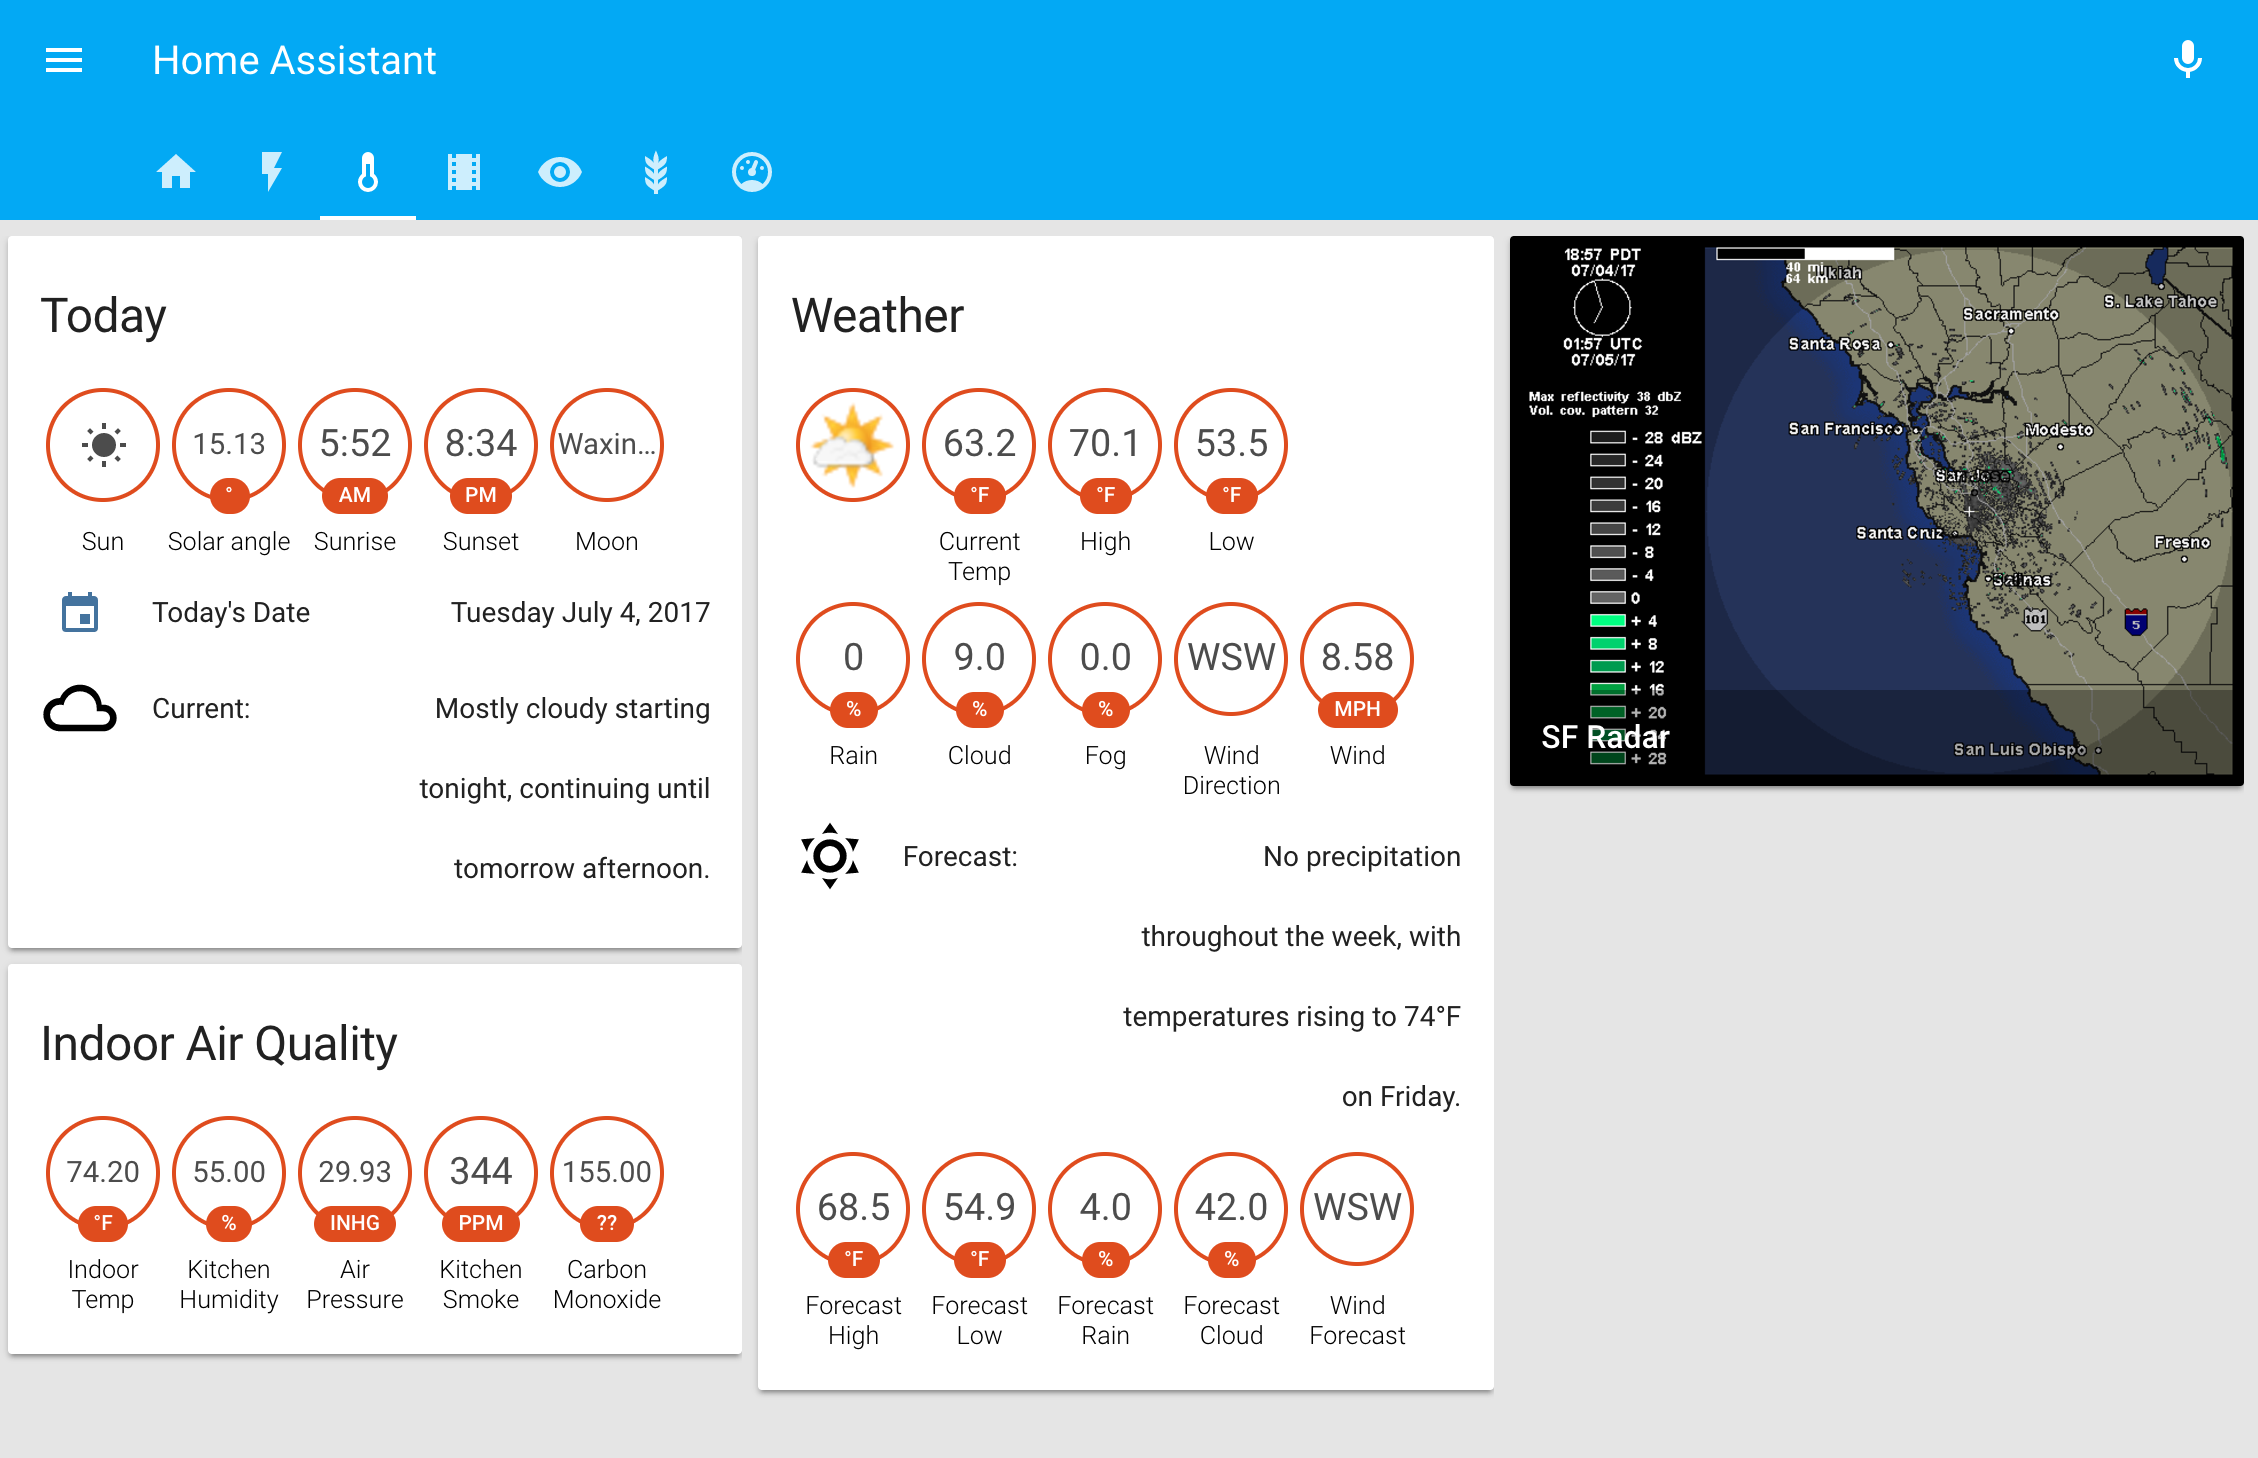 Home Assistant
Today
15.13
5:52
8:34
Waxin...
°
AM
PM
Sun
Solar angle
Sunrise
Sunset
Moon
Today's Date
Tuesday July 4, 2017
Current:
Mostly cloudy starting
tonight, continuing until
tomorrow afternoon.
Indoor Air Quality
74.20
55.00
29.93
344
155.00
°F
%
INHG
PPM
??
Indoor
Temp
Kitchen
Humidity
Air
Pressure
Kitchen
Smoke
Carbon
Monoxide
Weather
63.2
70.1
53.5
°F
°F
°F
Current
Temp
High
Low
0
9.0
0.0
WSW
8.58
%
%
%
MPH
Rain
Cloud
Fog
Wind
Direction
Wind
Forecast:
No precipitation
throughout the week, with
temperatures rising to 74°F
on Friday.
68.5
54.9
4.0
42.0
WSW
°F
°F
%
%
Forecast
High
Forecast
Low
Forecast
Rain
Forecast
Cloud
Wind
Forecast
18:57 PDT
07/04/17
01:57 UTC
07/05/17
Max reflectivity 38 dbZ
Vol. cov. pattern 32
- 28 dBZ
- 24
- 20
- 16
- 12
- 8
- 4
0
+ 4
+ 8
+ 12
+ 16
+ 20
+ 28
SF Radar
40 mi
64 km
S. Lake Tahoe
Sacramento
Santa Rosa
San Francisco
Modesto
San Jose
Santa Cruz
Fresno
Salinas
101
5
San Luis Obispo